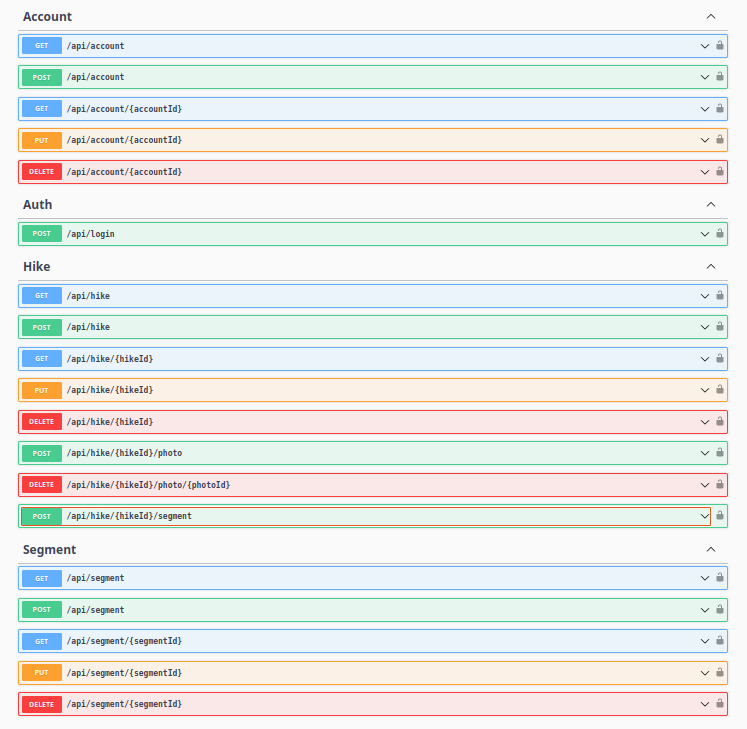 Account
GET /api/account
POST /api/account
GET /api/account/{accountId}
PUT /api/account/{accountId}
DELETE /api/account/{accountId}
Auth
POST /api/login
Hike
GET /api/hike
POST /api/hike
GET /api/hike/{hikeId}
PUT /api/hike/{hikeId}
DELETE /api/hike/{hikeId}
POST /api/hike/{hikeId}/photo
DELETE /api/hike/{hikeId}/photo/{photoId}
POST /api/hike/{hikeId}/segment
Segment
GET /api/segment
POST /api/segment
GET /api/segment/{segmentId}
PUT /api/segment/{segmentId}
DELETE /api/segment/{segmentId}